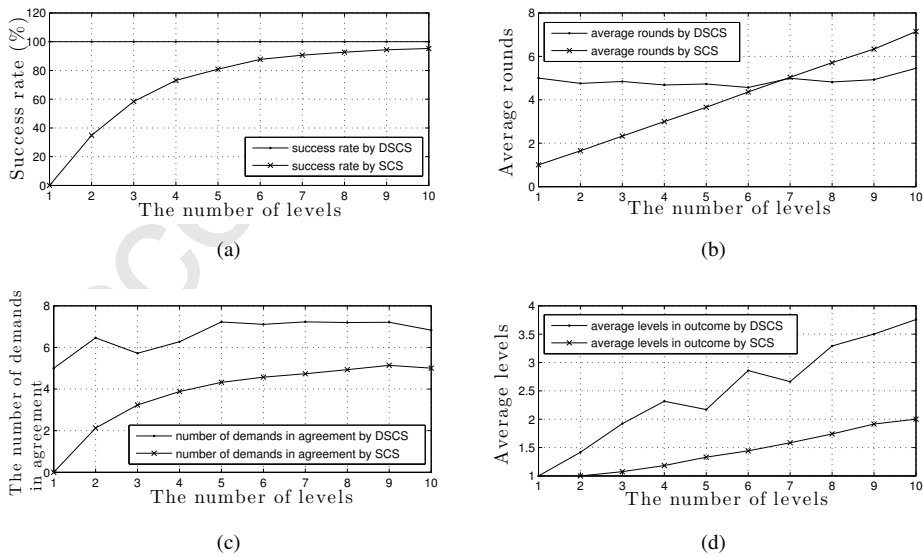 120
100
80
60
40
20
0
1 2 3 4 5 6 7 8 9 10
Success rate (%)
The number of levels
success rate by DSCS
success rate by SCS
(a)
8
6
4
2
0
1 2 3 4 5 6 7 8 9 10
Average rounds
The number of levels
average rounds by DSCS
average rounds by SCS
(b)
8
6
4
2
0
1 2 3 4 5 6 7 8 9 10
The number of demands
in agreement
The number of levels
number of demands in agreement by DSCS
number of demands in agreement by SCS
(c)
4
3.5
3
2.5
2
1.5
1
1 2 3 4 5 6 7 8 9 10
Average levels
The number of levels
average levels in outcome by DSCS
average levels in outcome by SCS
(d)